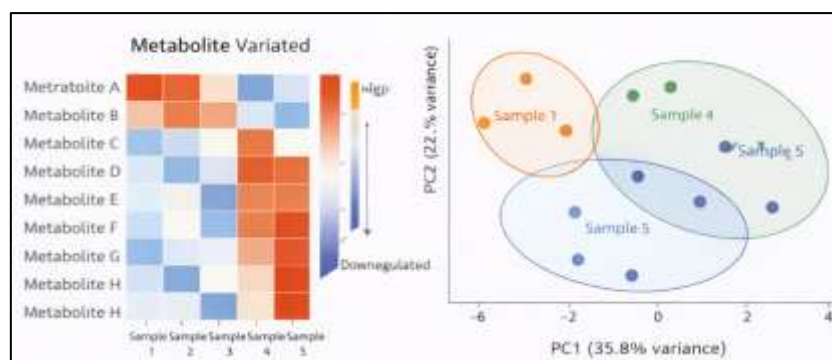 Metabolite Variated
Metratoite A
Metabolite B
Metabolite C
Metabolite D
Metabolite E
Metabolite F
Metabolite G
Metabolite H
Metabolite H
Sample 1
Sample 2
Sample 3
Sample 4
Sample 5
Downegulated
PC2 (22.% varirance)
Sample 1
Sample 4
Sample 5
Sample 5
-6
-2
0
2
4
PC1 (35.8% variance)